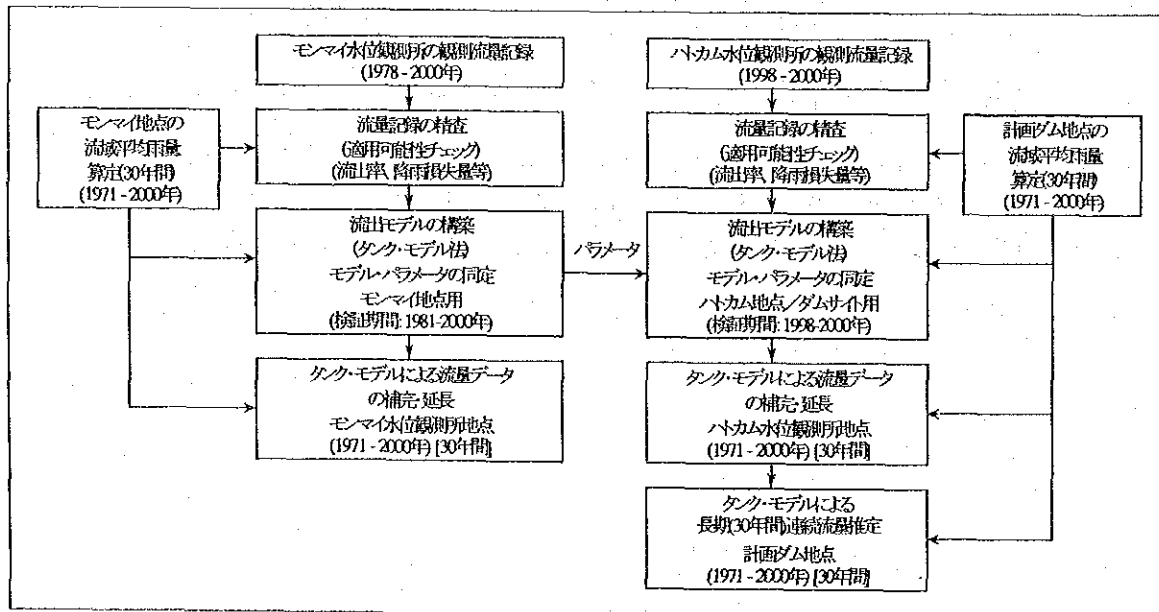 モンマイ水位観測所の観測流量記録
(1978 - 2000年)
モンマイ地点の
流域平均雨量
算定(30年間)
(1971 - 2000年)
流量記録の精査
(適用可能性チェック)
(流出率、降雨損失量等)
流出モデルの構築
(タンク・モデル法)
モデル・パラメータの同定
モンマイ地点用
(検証期間: 1981-2000年)
タンク・モデルによる流量データ
の補完・延長
モンマイ水位観測所地点
(1971 - 2000年) [30年間]
パラメータ
ハトカム水位観測所の観測流量記録
(1998 - 2000年)
流量記録の精査
(適用可能性チェック)
(流出率、降雨損失量等)
計画ダム地点の
流域平均雨量
算定(30年間)
(1971 - 2000年)
流出モデルの構築
(タンク・モデル法)
モデル・パラメータの同定
ハトカム地点/ダムサイト用
(検証期間: 1998-2000年)
タンク・モデルによる流量データ
の補完・延長
ハトカム水位観測所地点
(1971 - 2000年) [30年間]
タンク・モデルによる
長期(30年間)連続流量推定
計画ダム地点
(1971 - 2000年) [30年間]